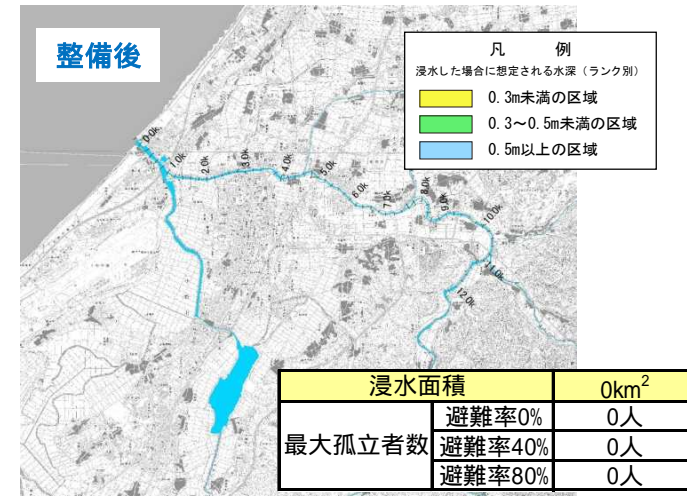 整備後
凡　例
浸水した場合に想定される水深（ランク別）
0.3m未満の区域
0.3～0.5m未満の区域
0.5m以上の区域
0.0k
1.0k
2.0k
3.0k
4.0k
5.0k
6.0k
7.0k
8.0k
9.0k
10.0k
11.0k
12.0k
浸水面積 0km²
最大孤立者数 避難率0% 0人
避難率40% 0人
避難率80% 0人